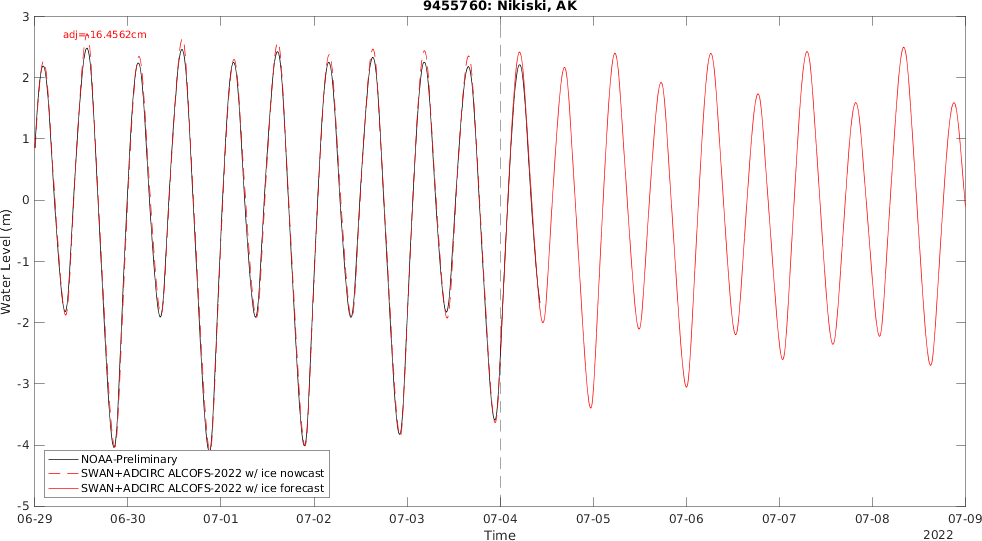 9455760: Nikiski, AK
adj=-16.4562cm
3
2
1
0
-1
-2
-3
-4
-5
Water Level (m)
NOAA-Preliminary
SWAN+ADCIRC ALCOFS-2022 w/ ice nowcast
SWAN+ADCIRC ALCOFS-2022 w/ ice forecast
06-29 06-30 07-01 07-02 07-03 07-04 07-05 07-06 07-07 07-08 07-09
Time
2022